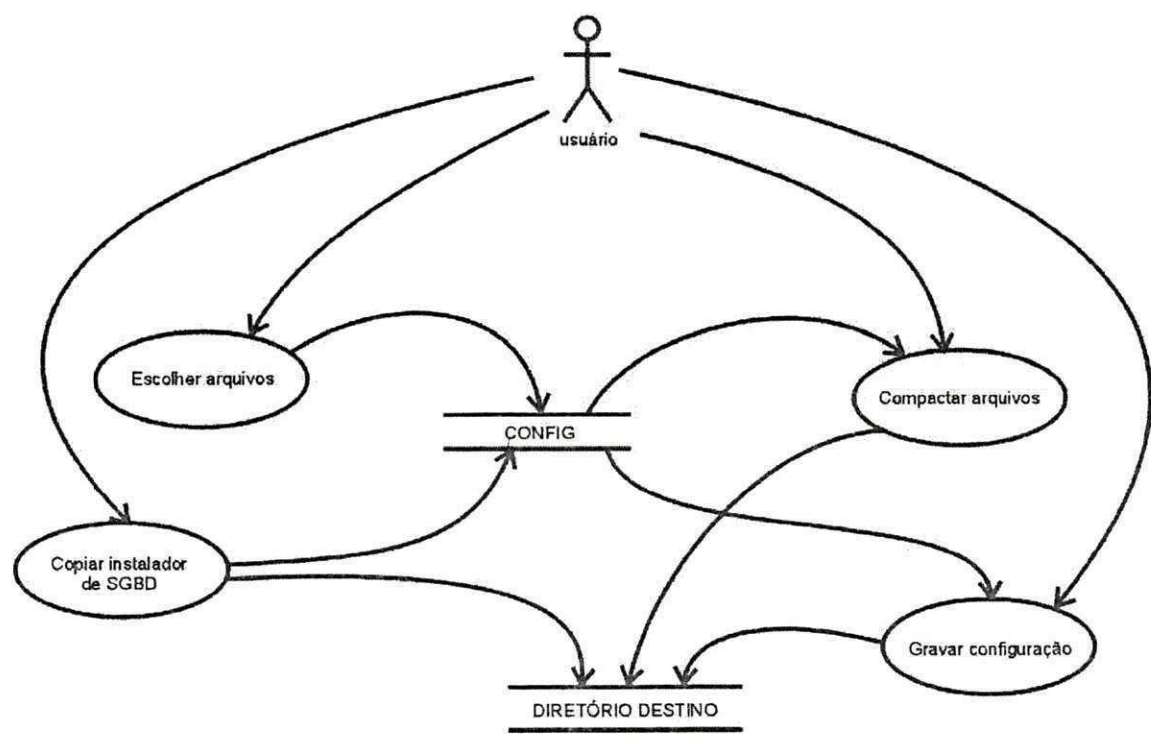 usuário
Escolher arquivos
Compactar arquivos
CONFIG
Copiar instalador
de SGBD
Gravar configuração
DIRETÓRIO DESTINO